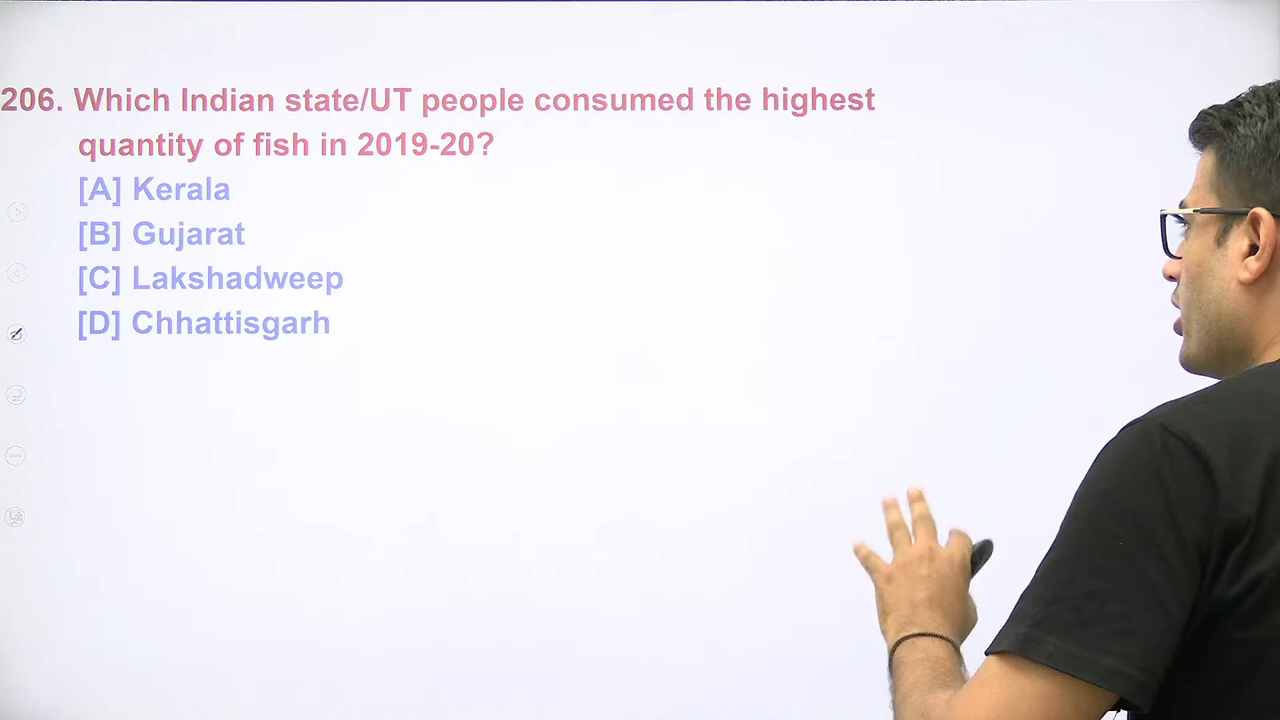 206. Which Indian state/UT people consumed the highest
quantity of fish in 2019-20?
[A] Kerala
[B] Gujarat
[C] Lakshadweep
[D] Chhattisgarh